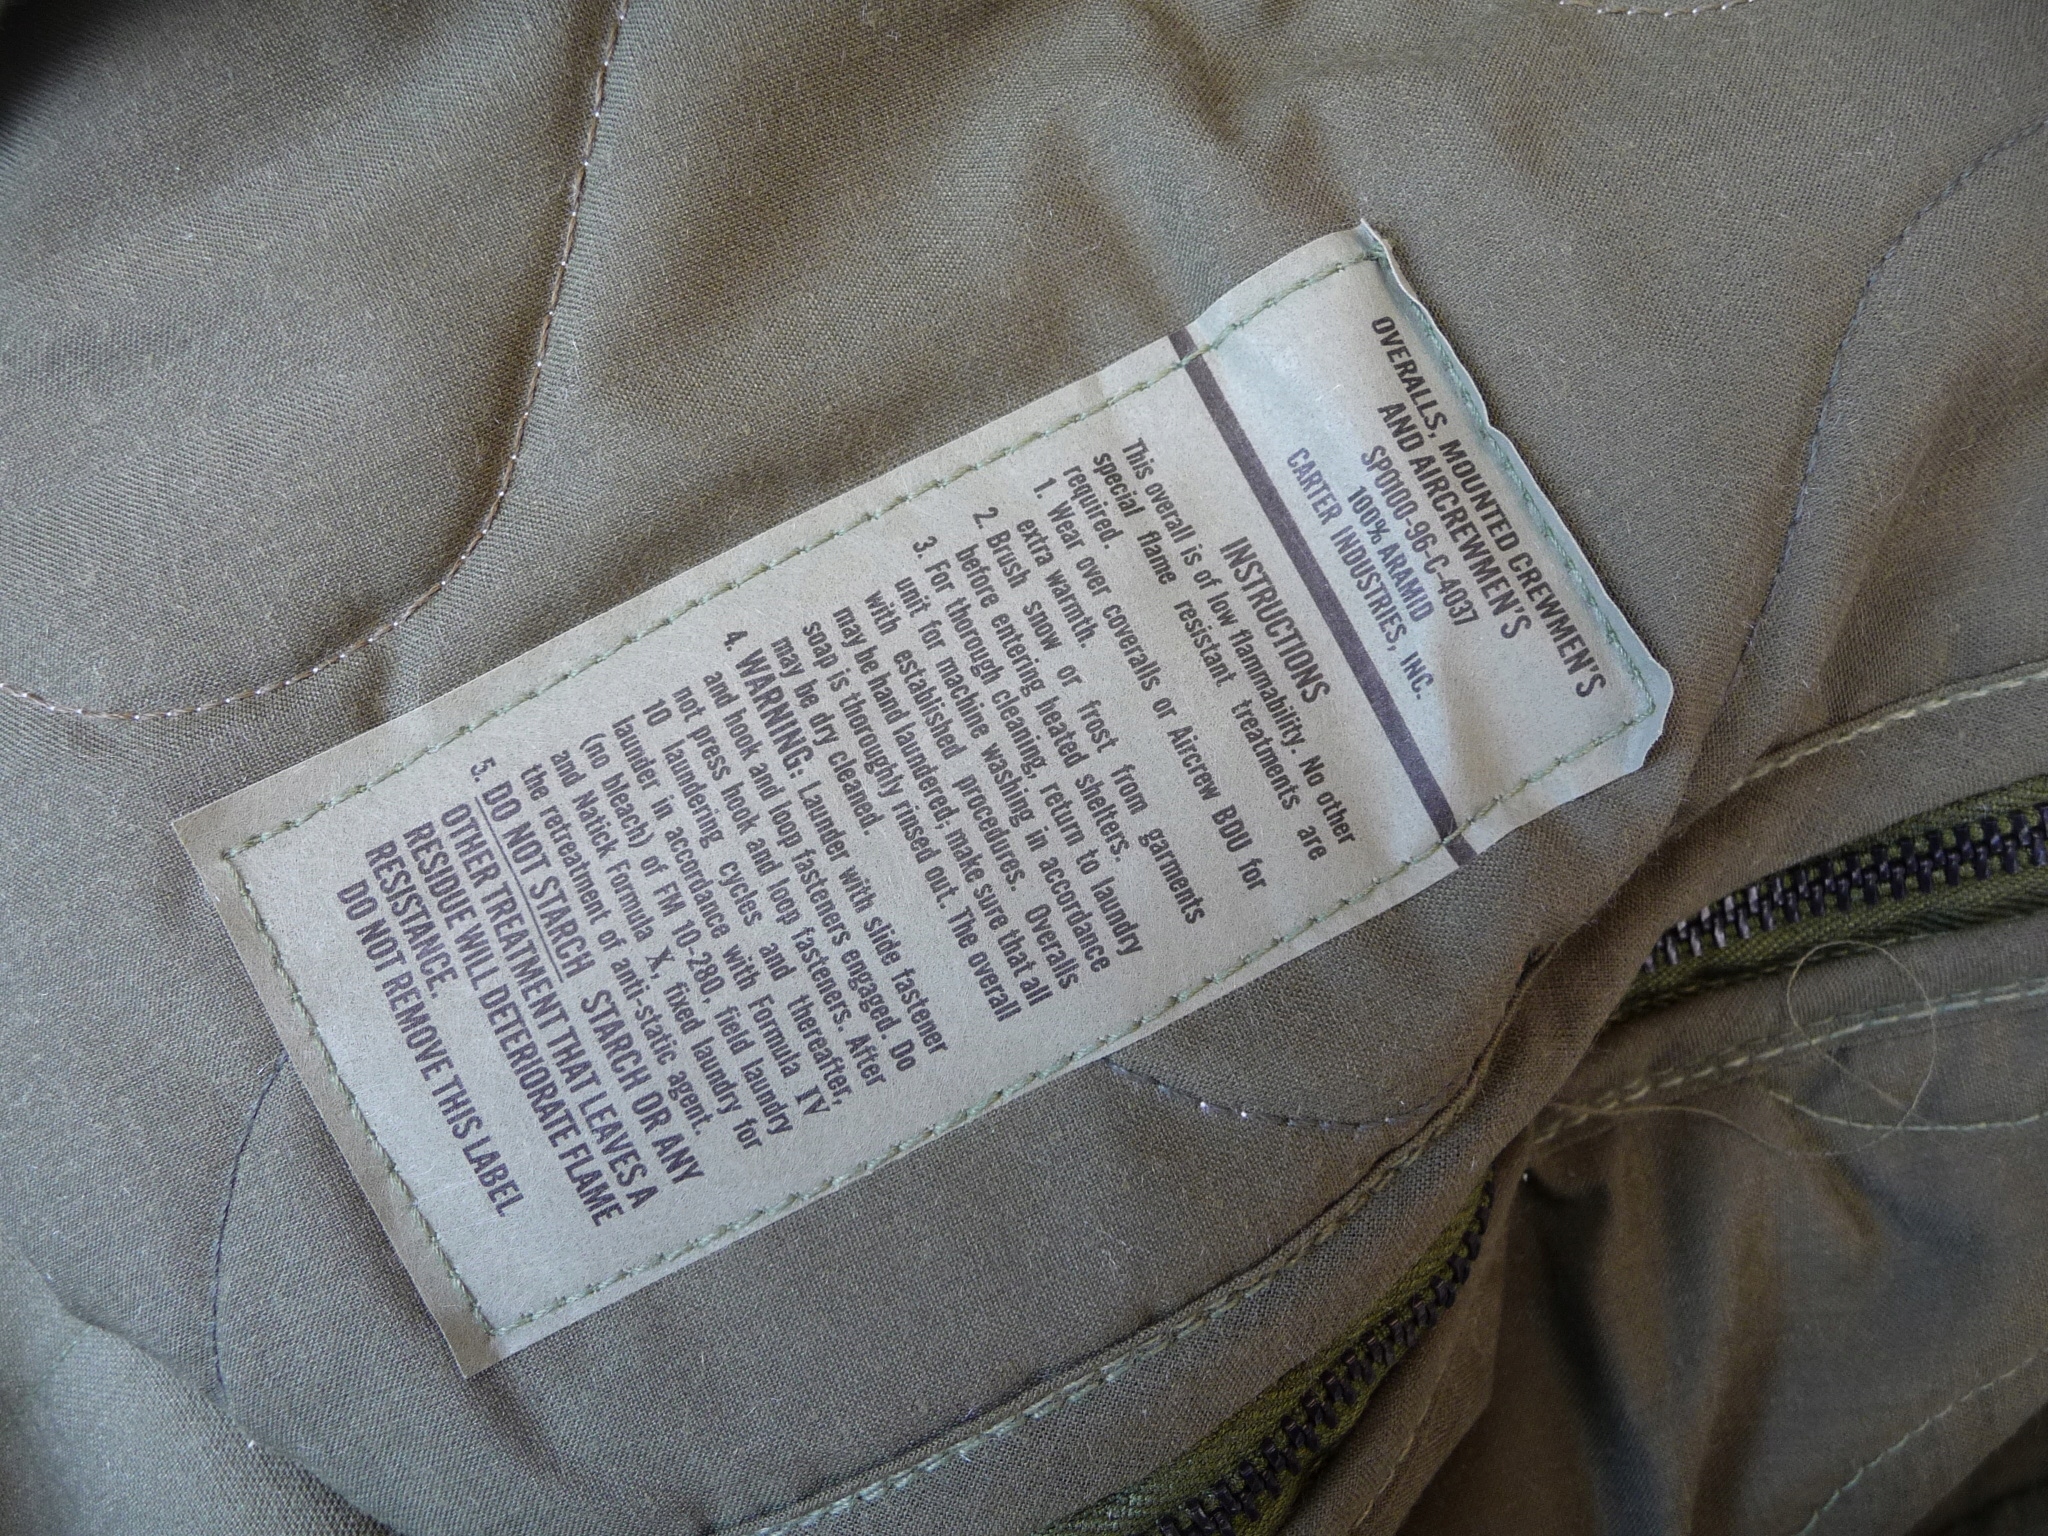 OVERALLS, MOUNTED CREWMEN'S
AND AIRCREWMEN'S
SPO100-96-C-4037
100% ARAMID
CARTER INDUSTRIES, INC.
INSTRUCTIONS
This overall is of low flammability. No other
special flame resistant treatments are
required.
1. Wear over coveralls or Aircrew BDU for
extra warmth.
2. Brush snow or frost from garments
before entering heated shelters.
3. For thorough cleaning, return to laundry
unit for machine washing in accordance
with established procedures. Overalls
may be hand laundered; make sure that all
soap is thoroughly rinsed out. The overall
may be dry cleaned.
4. WARNING: Launder with slide fastener
and hook and loop fasteners engaged. Do
not press hook and loop fasteners. After
10 laundering cycles and thereafter,
launder in accordance with Formula IV
(no bleach) of FM 10-280, field laundry
and Natick Formula X, fixed laundry for
the retreatment of anti-static agent.
5. DO NOT STARCH STARCH OR ANY
OTHER TREATMENT THAT LEAVES A
RESIDUE WILL DETERIORATE FLAME
RESISTANCE.
DO NOT REMOVE THIS LABEL.